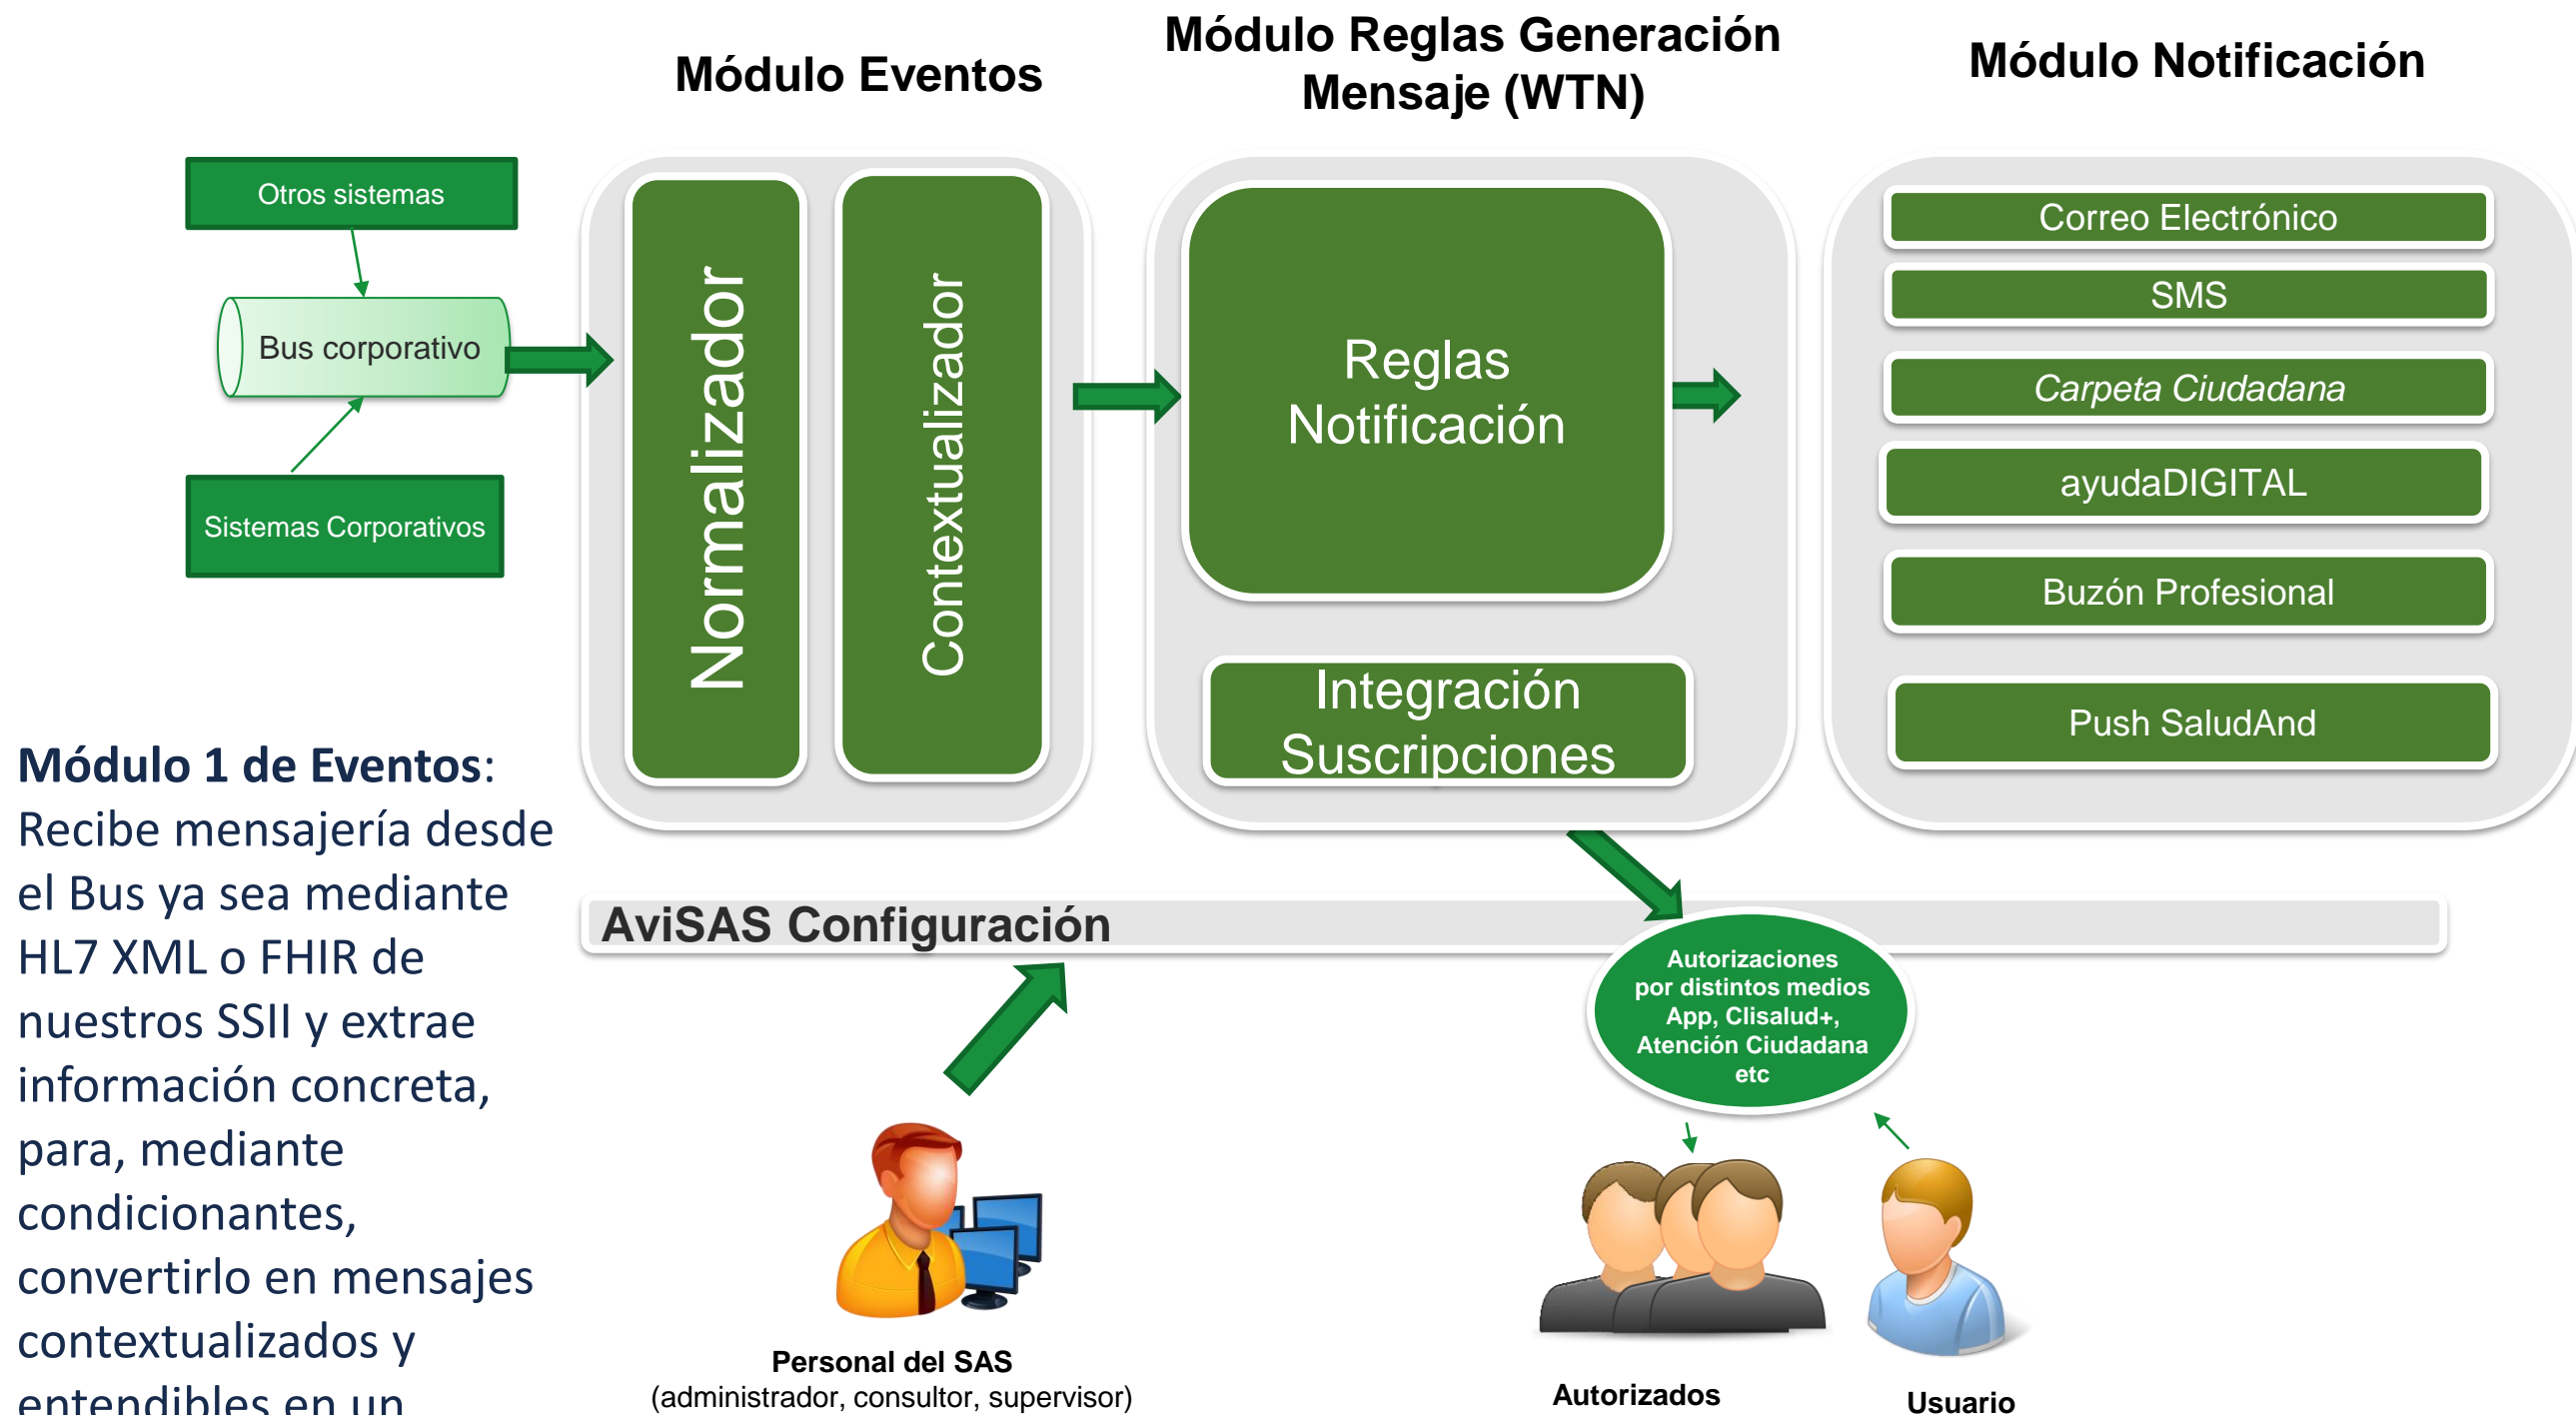 Módulo Eventos
Módulo Reglas Generación
Mensaje (WTN)
Módulo Notificación
Otros sistemas
Bus corporativo
Sistemas Corporativos
Normalizador
Contextualizador
Reglas
Notificación
Integración
Suscripciones
Correo Electrónico
SMS
Carpeta Ciudadana
ayudaDIGITAL
Buzón Profesional
Push SaludAnd
Módulo 1 de Eventos:
Recibe mensajería desde
el Bus ya sea mediante
HL7 XML o FHIR de
nuestros SSII y extrae
información concreta,
para, mediante
condicionantes,
convertirlo en mensajes
contextualizados y
entendibles en un
AviSAS Configuración
Autorizaciones
por distintos medios
App, Clisalud+,
Atención Ciudadana
etc
Personal del SAS
(administrador, consultor, supervisor)
Autorizados
Usuario